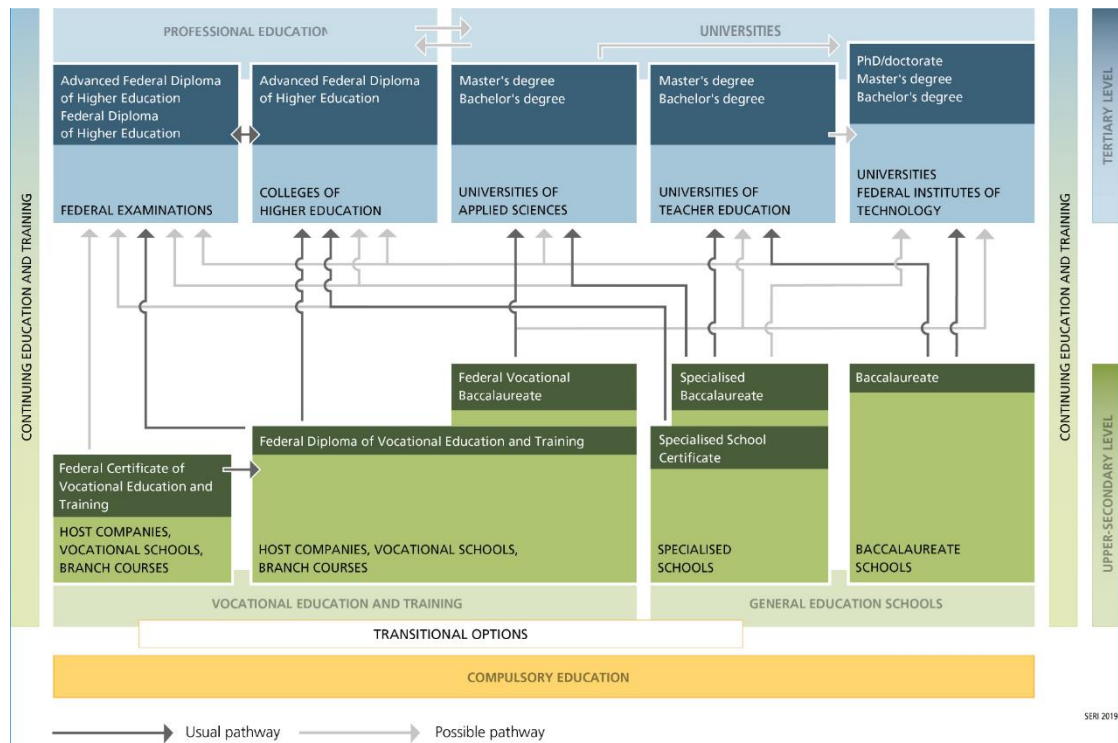 PROFESSIONAL EDUCATION
UNIVERSITIES
Advanced Federal Diploma
of Higher Education
Federal Diploma
of Higher Education
FEDERAL EXAMINATIONS
Advanced Federal Diploma
of Higher Education
COLLEGES OF
HIGHER EDUCATION
Master's degree
Bachelor's degree
UNIVERSITIES OF
APPLIED SCIENCES
Master's degree
Bachelor's degree
UNIVERSITIES OF
TEACHER EDUCATION
PhD/doctorate
Master's degree
Bachelor's degree
UNIVERSITIES
FEDERAL INSTITUTES OF
TECHNOLOGY
CONTINUING EDUCATION AND TRAINING
CONTINUING EDUCATION AND TRAINING
TERTIARY LEVEL
UPPER-SECONDARY LEVEL
Federal Vocational
Baccalaureate
Specialised
Baccalaureate
Baccalaureate
Federal Diploma of Vocational Education and Training
Specialised School
Certificate
Federal Certificate of
Vocational Education and
Training
HOST COMPANIES,
VOCATIONAL SCHOOLS,
BRANCH COURSES
HOST COMPANIES, VOCATIONAL SCHOOLS,
BRANCH COURSES
SPECIALISED
SCHOOLS
BACCALAUREATE
SCHOOLS
VOCATIONAL EDUCATION AND TRAINING
GENERAL EDUCATION SCHOOLS
TRANSITIONAL OPTIONS
COMPULSORY EDUCATION
Usual pathway
Possible pathway
SERI 2019